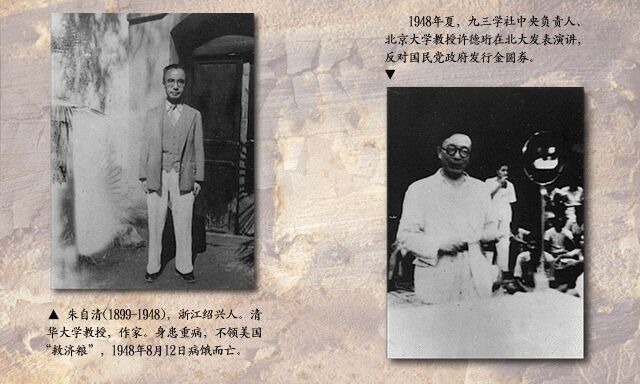 1948年夏，九三学社中央负责人、
北京大学教授许德珩在北大发表演讲，
反对国民党政府发行金圆券。
▼
▲ 朱自清(1899-1948)，浙江绍兴人。清
华大学教授，作家。身患重病，不领美国
“救济粮”，1948年8月12日病饿而亡。